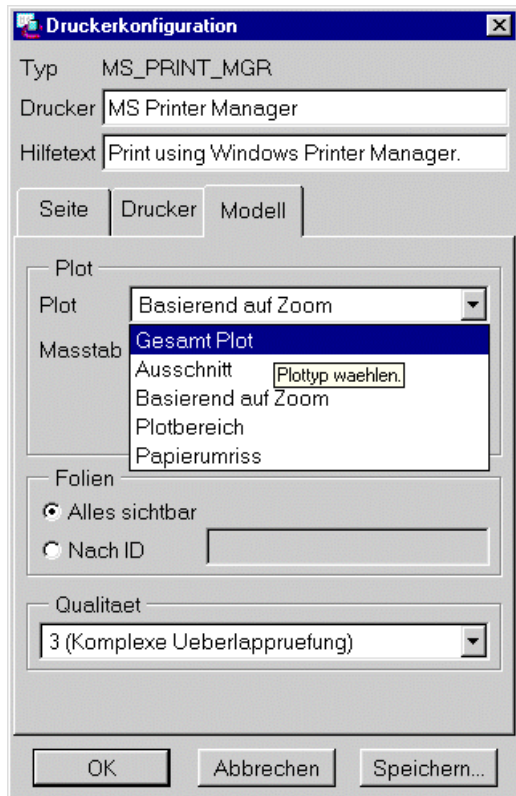 Druckerkonfiguration
Typ MS_PRINT_MGR
Drucker MS Printer Manager
Hilfetext Print using Windows Printer Manager.
Seite Drucker Modell
Plot
Plot Basierend auf Zoom
Masstab
Gesamt Plot
Ausschnitt
Plottyp waehlen.
Basierend auf Zoom
Plotbereich
Papierumriss
Folien
Alles sichtbar
Nach ID
Qualitaet
3 (Komplexe Ueberlappruefung)
OK Abbrechen Speichern...